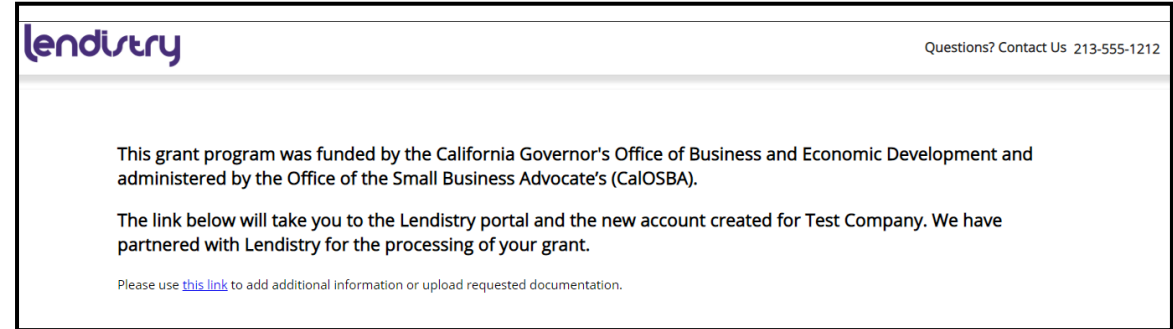 lendistry
Questions? Contact Us 213-555-1212
This grant program was funded by the California Governor's Office of Business and Economic Development and
administered by the Office of the Small Business Advocate’s (CalOSBA).
The link below will take you to the Lendistry portal and the new account created for Test Company. We have
partnered with Lendistry for the processing of your grant.
Please use this link to add additional information or upload requested documentation.